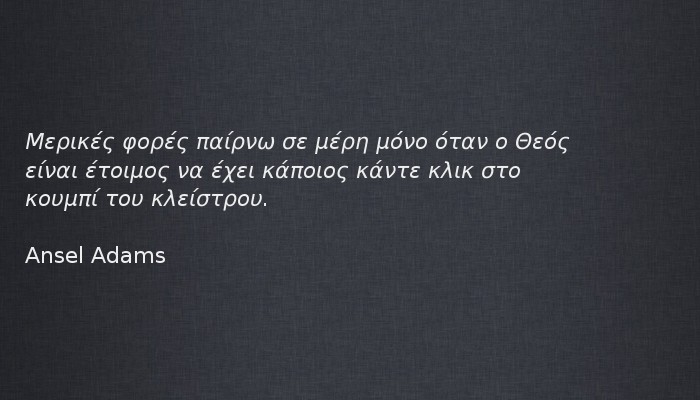 Μερικές φορές παίρνω σε μέρη μόνο όταν ο Θεός
είναι έτοιμος να έχει κάποιος κάντε κλικ στο
κουμπί του κλείστρου.
Ansel Adams